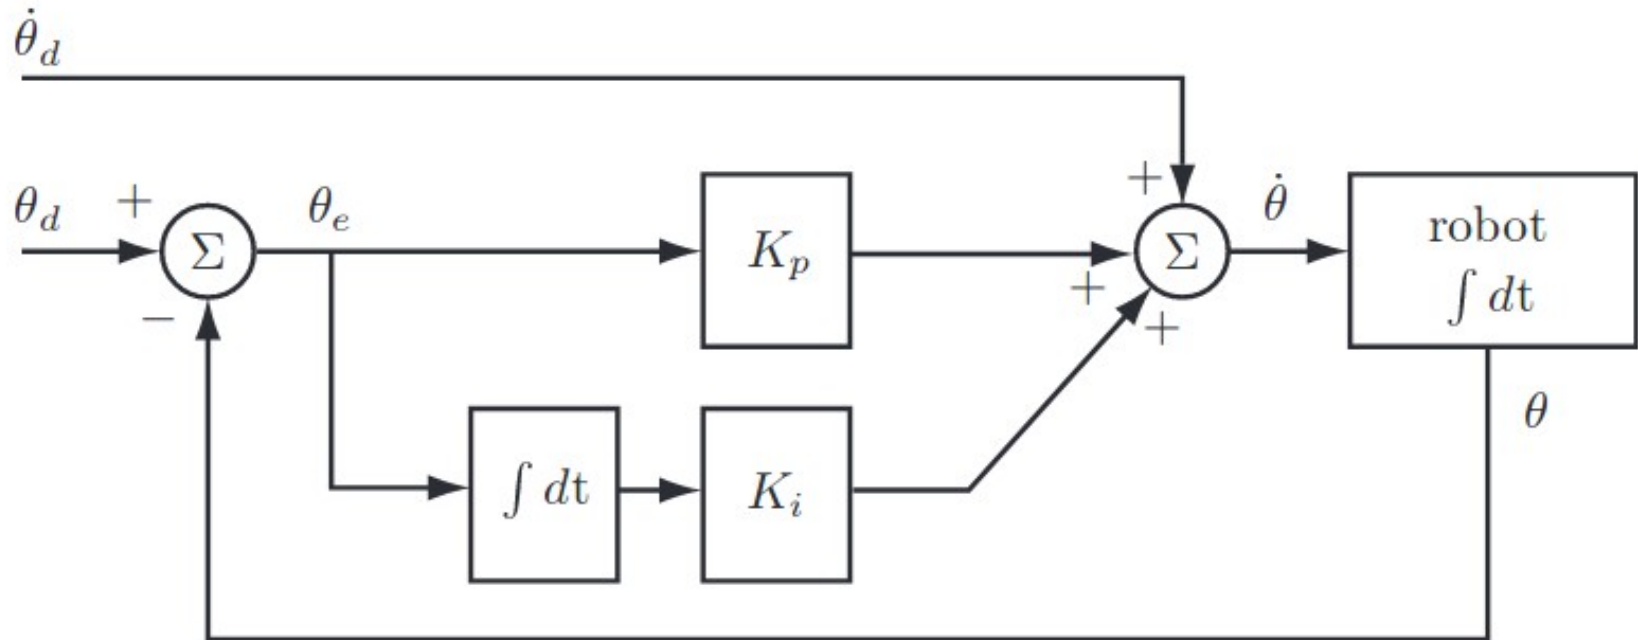 θ̇_d
θ_d
+
−
Σ
θ_e
K_p
∫ dt
K_i
+
+
+
Σ
θ̇
robot
∫ dt
θ